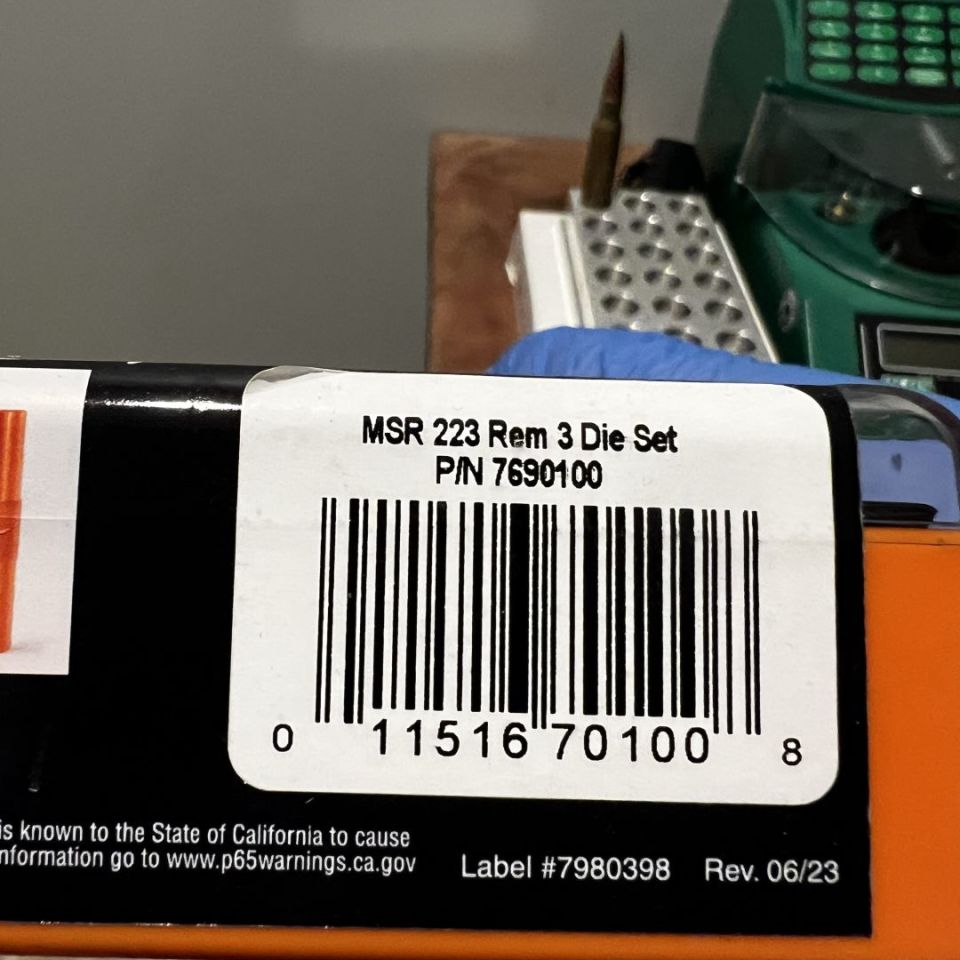 MSR 223 Rem 3 Die Set
P/N 7690100
0 11516 70100 8
is known to the State of California to cause
nformation go to www.p65warnings.ca.gov
Label #7980398 Rev. 06/23